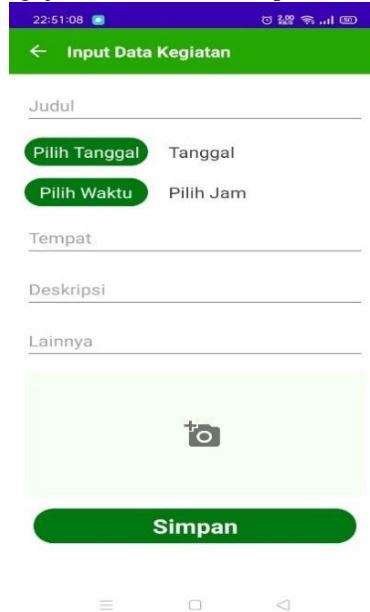 22:51:08
Input Data Kegiatan
Judul
Pilih Tanggal Tanggal
Pilih Waktu Pilih Jam
Tempat
Deskripsi
Lainnya
Simpan